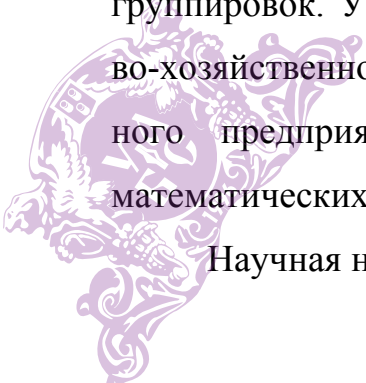 группировок. У
во-хозяйственно
ного предприя
математических
Научная н